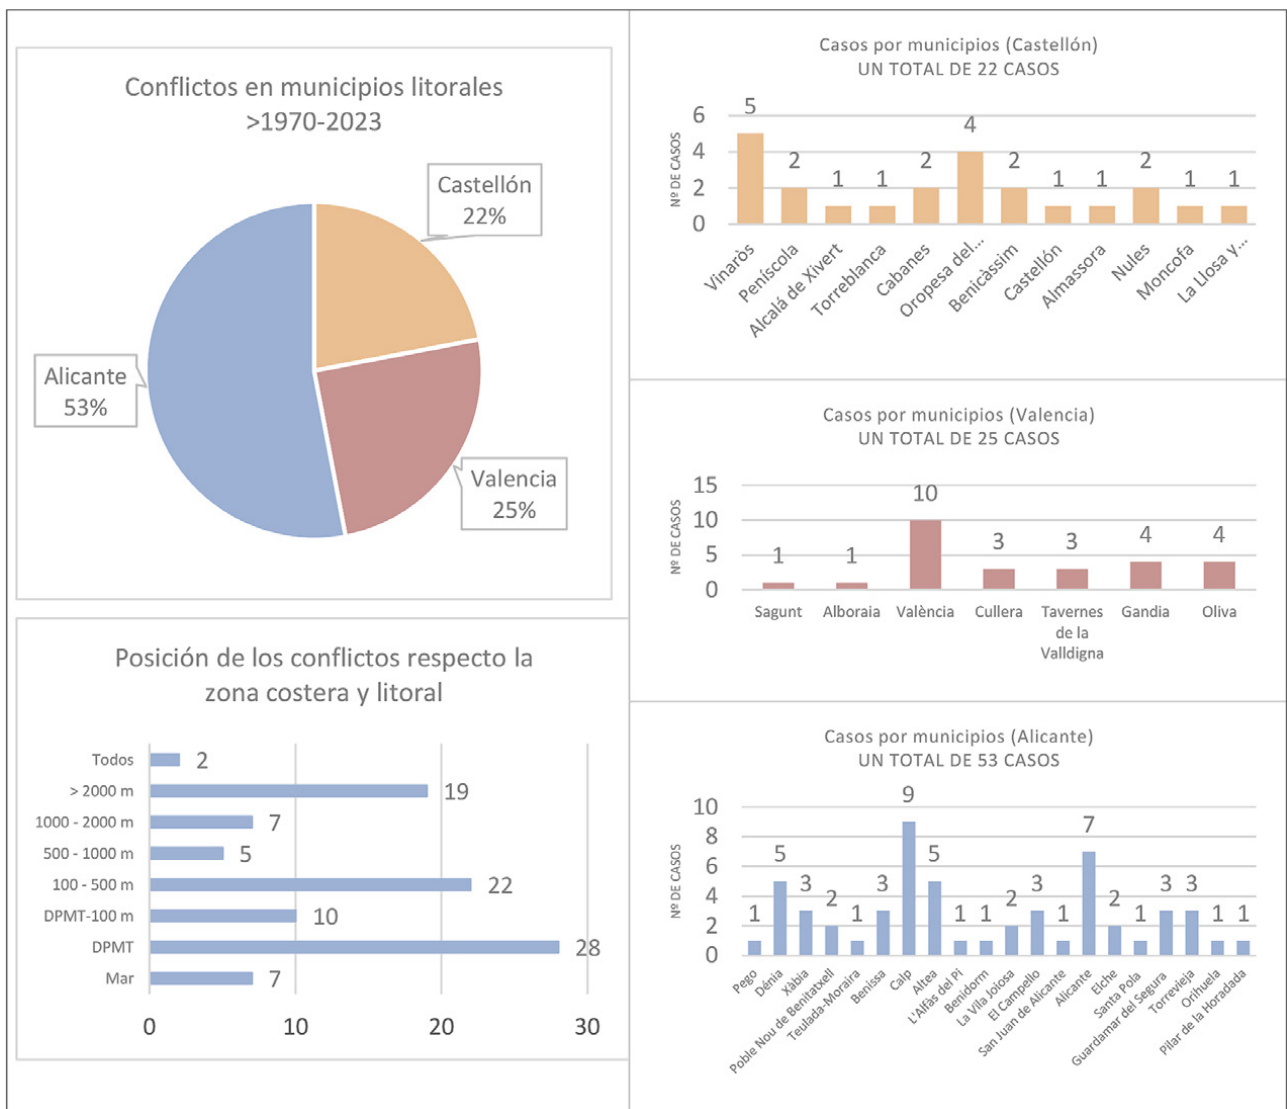 Conflictos en municipios litorales
>1970-2023
Castellón
22%
Alicante
53%
Valencia
25%
Posición de los conflictos respecto la
zona costera y litoral
Todos
2
> 2000 m
19
1000 - 2000 m
7
500 - 1000 m
5
100 - 500 m
22
DPMT-100 m
10
DPMT
28
Mar
7
0 10 20 30
Casos por municipios (Castellón)
UN TOTAL DE 22 CASOS
Nº DE CASOS
6
4
2
0
5 2 1 1 2 4 2 1 1 2 1 1
Vinaròs
Peníscola
Alcalá de Xivert
Torreblanca
Cabanes
Oropesa del...
Benicàssim
Castellón
Almassora
Nules
Moncofa
La Llosa y...
Casos por municipios (Valencia)
UN TOTAL DE 25 CASOS
Nº DE CASOS
15
10
5
0
1 1 10 3 3 4 4
Sagunt
Alboraia
València
Cullera
Tavernes
de la
Valldigna
Gandia
Oliva
Casos por municipios (Alicante)
UN TOTAL DE 53 CASOS
Nº DE CASOS
10
8
6
4
2
0
1 5 3 2 1 3 9 5 1 1 2 3 1 7 2 1 3 3 1 1
Pego
Dénia
Xàbia
Poble Nou de Benitatxell
Teulada-Moraira
Benissa
Calp
Altea
L'Alfàs del Pi
Benidorm
La Vila Joiosa
El Campello
San Juan de Alicante
Alicante
Elche
Santa Pola
Guardamar del Segura
Torrevieja
Orihuela
Pilar de la Horadada